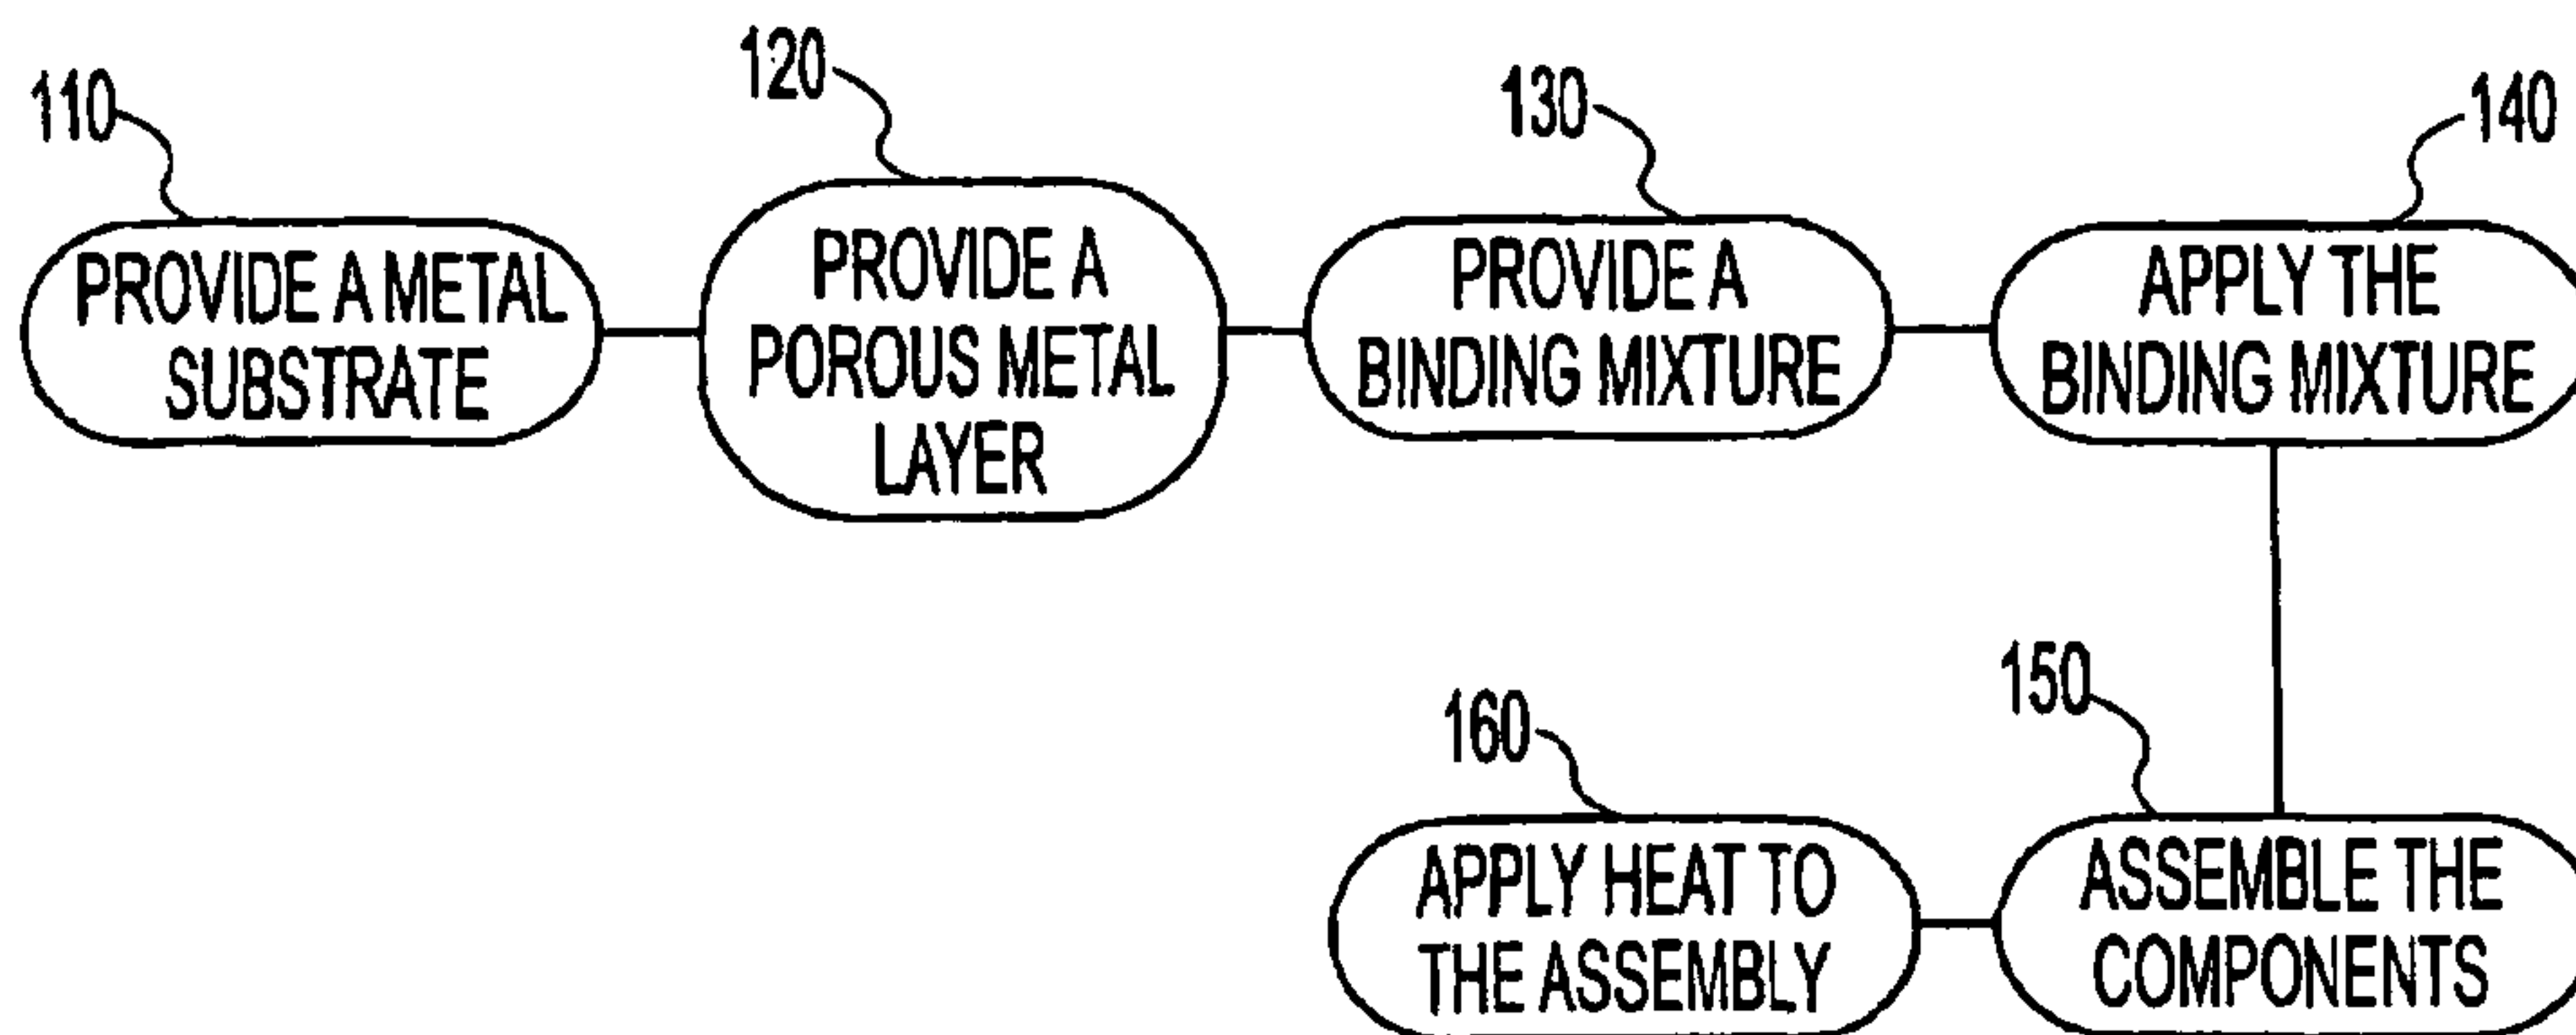 110
PROVIDE A METAL
SUBSTRATE
120
PROVIDE A
POROUS METAL
LAYER
130
PROVIDE A
BINDING MIXTURE
140
APPLY THE
BINDING MIXTURE
150
ASSEMBLE THE
COMPONENTS
160
APPLY HEAT TO
THE ASSEMBLY